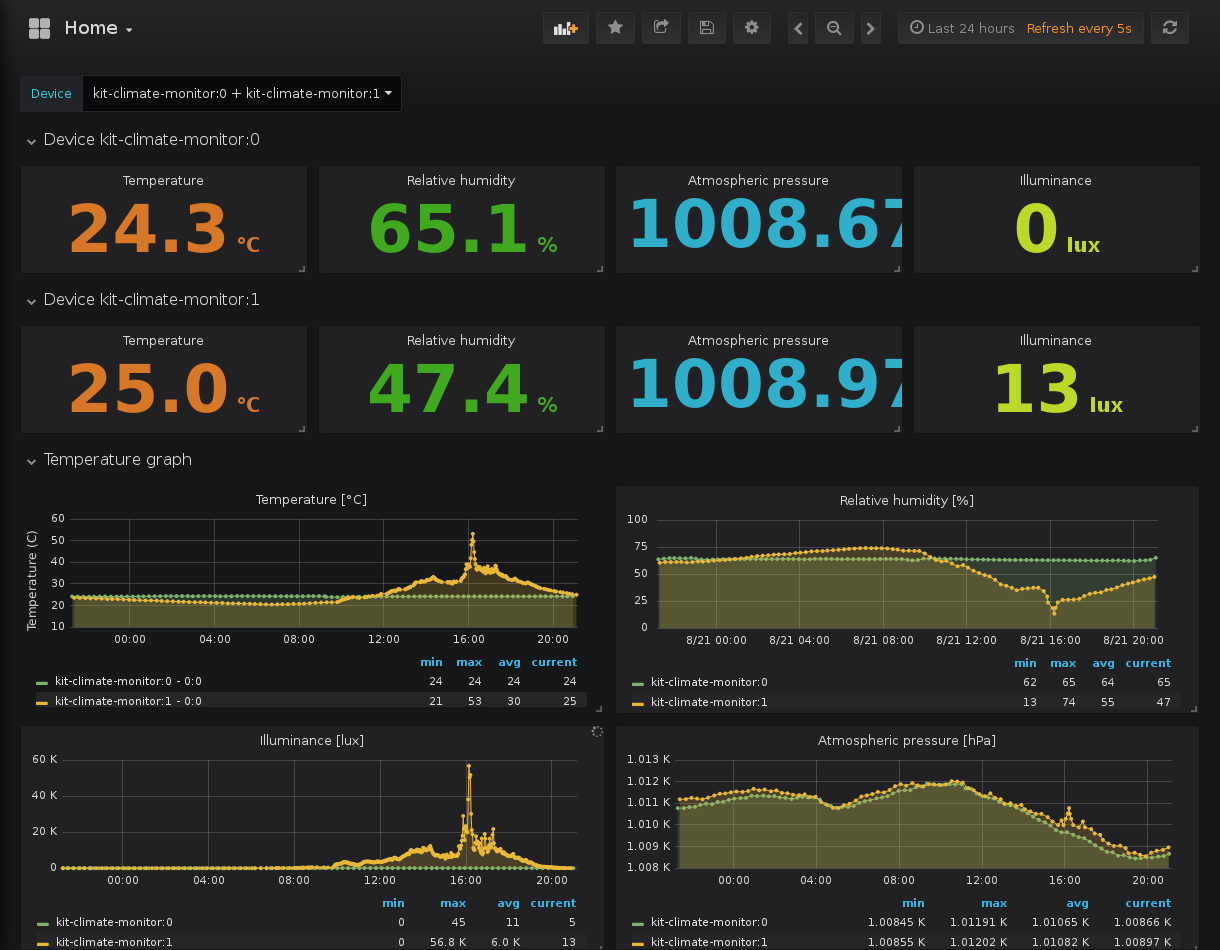 Home
Last 24 hours Refresh every 5s
Device kit-climate-monitor:0 + kit-climate-monitor:1
Device kit-climate-monitor:0
Temperature Relative humidity Atmospheric pressure Illuminance
24.3 °C 65.1 % 1008.67 0 lux
Device kit-climate-monitor:1
Temperature Relative humidity Atmospheric pressure Illuminance
25.0 °C 47.4 % 1008.97 13 lux
Temperature graph
Temperature [°C]
Temperature (C)
60
50
40
30
20
10
00:00 04:00 08:00 12:00 16:00 20:00
min max avg current
kit-climate-monitor:0 - 0:0 24 24 24 24
kit-climate-monitor:1 - 0:0 21 53 30 25
Relative humidity [%]
100
75
50
25
0
8/21 00:00 8/21 04:00 8/21 08:00 8/21 12:00 8/21 16:00 8/21 20:00
min max avg current
kit-climate-monitor:0 62 65 64 65
kit-climate-monitor:1 13 74 55 47
Illuminance [lux]
60 K
40 K
20 K
0
00:00 04:00 08:00 12:00 16:00 20:00
min max avg current
kit-climate-monitor:0 0 45 11 5
kit-climate-monitor:1 0 56.8 K 6.0 K 13
Atmospheric pressure [hPa]
1.013 K
1.012 K
1.011 K
1.010 K
1.009 K
1.008 K
00:00 04:00 08:00 12:00 16:00 20:00
min max avg current
kit-climate-monitor:0 1.00845 K 1.01191 K 1.01065 K 1.00866 K
kit-climate-monitor:1 1.00855 K 1.01202 K 1.01082 K 1.00897 K